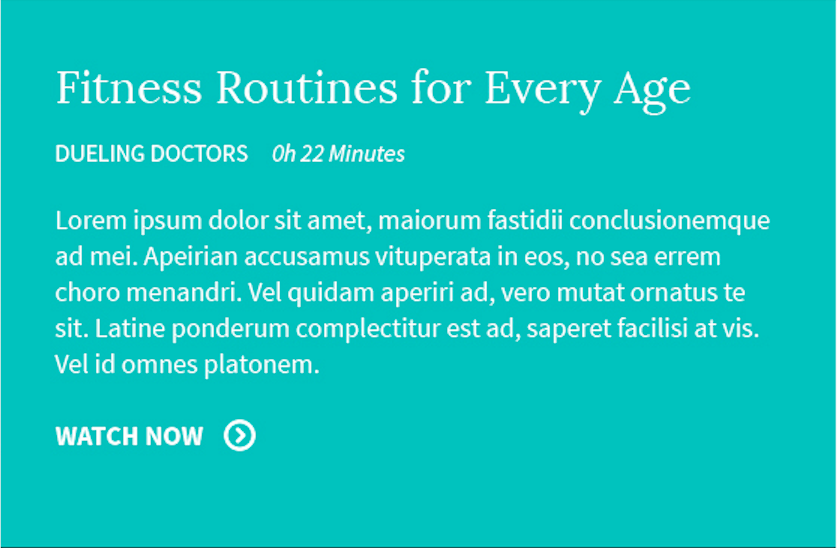 Fitness Routines for Every Age
DUELING DOCTORS 0h 22 Minutes
Lorem ipsum dolor sit amet, maiorum fastidii conclusionemque
ad mei. Apeirian accusamus vituperata in eos, no sea errem
choro menandri. Vel quidam aperiri ad, vero mutat ornatus te
sit. Latine ponderum complectitur est ad, saperet facilisi at vis.
Vel id omnes platonem.
WATCH NOW